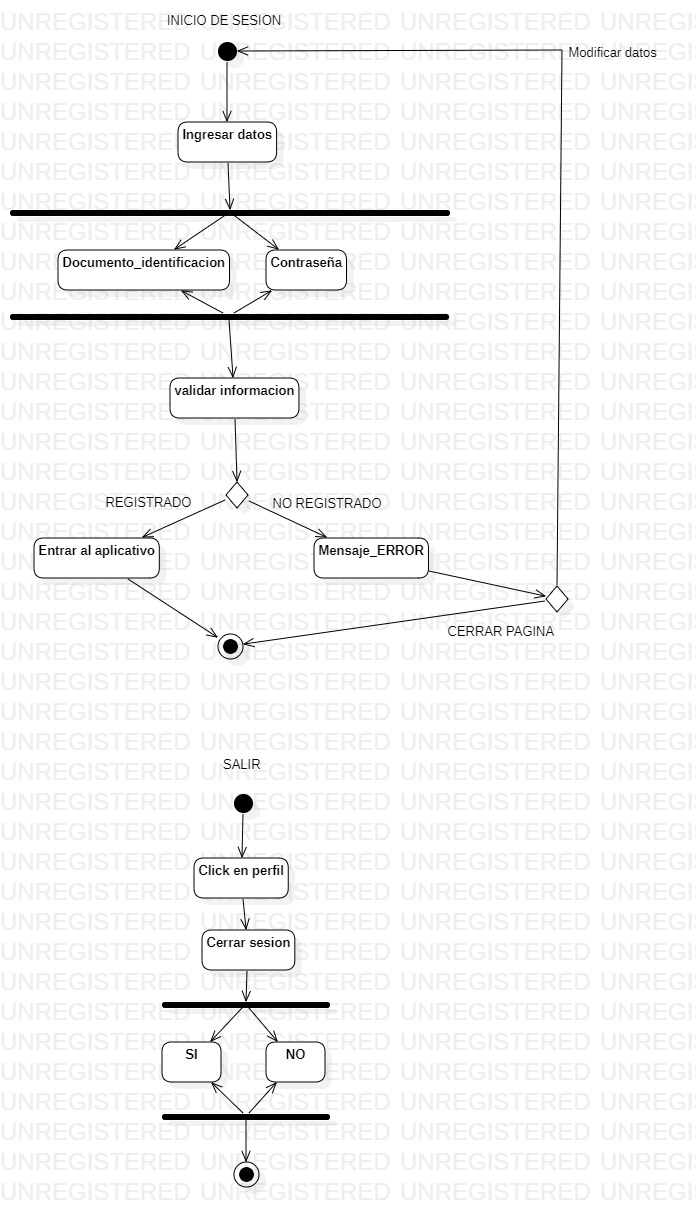 INICIO DE SESION
Modificar datos
Ingresar datos
Documento_identificacion
Contraseña
validar informacion
REGISTRADO
NO REGISTRADO
Entrar al aplicativo
Mensaje_ERROR
CERRAR PAGINA
SALIR
Click en perfil
Cerrar sesion
SI
NO
UNREGISTERED